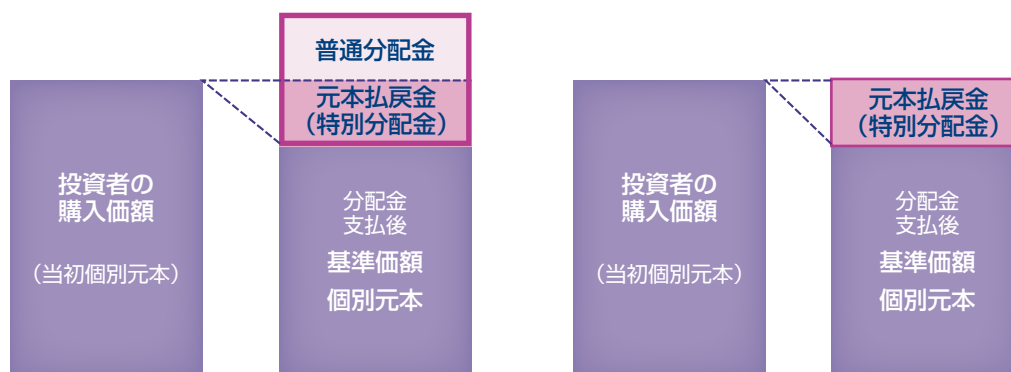 普通分配金
元本払戻金
（特別分配金）
投資者の
購入価額
（当初個別元本）
分配金
支払後
基準価額
個別元本
元本払戻金
（特別分配金）
投資者の
購入価額
（当初個別元本）
分配金
支払後
基準価額
個別元本